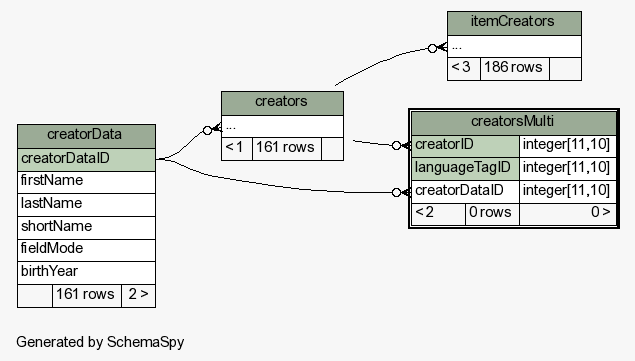 itemCreators
...
< 3 186 rows
creators
...
< 1 161 rows
creatorsMulti
creatorID integer[11,10]
languageTagID integer[11,10]
creatorDataID integer[11,10]
< 2 0 rows 0 >
creatorData
creatorDataID
firstName
lastName
shortName
fieldMode
birthYear
161 rows 2 >
Generated by SchemaSpy